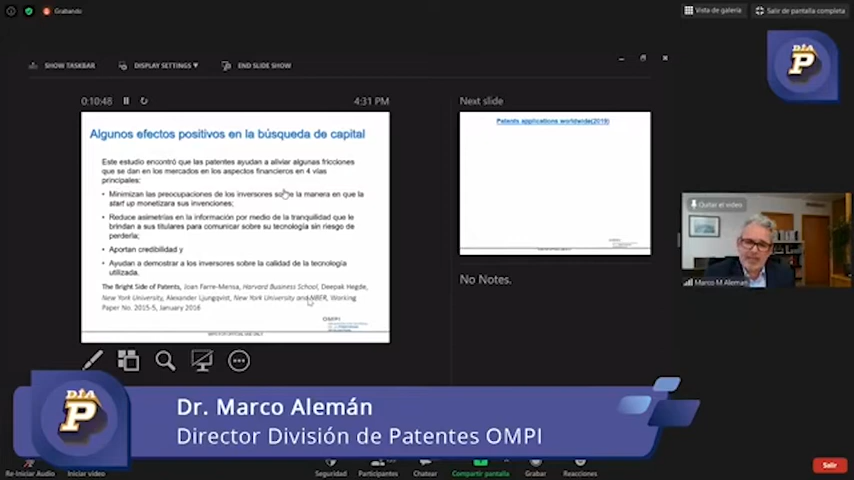 Grabando
Vista de galería
Salir de pantalla completa
SHOW TASKBAR
DISPLAY SETTINGS ▼
END SLIDE SHOW
0:10:48
4:31 PM
Next slide
DÍA
P
Algunos efectos positivos en la búsqueda de capital
Este estudio encontró que las patentes ayudan a aliviar algunas fricciones
que se dan en los mercados en los aspectos financieros en 4 vías
principales:
• Minimizan las preocupaciones de los inversores sobre la manera en que la
start up monetizara sus invenciones;
• Reduce asimetrías en la información por medio de la tranquilidad que le
brindan a sus titulares para comunicar sobre su tecnología sin riesgo de
perderla;
• Aportan credibilidad y
• Ayudan a demostrar a los inversores sobre la calidad de la tecnología
utilizada.
The Bright Side of Patents, Joan Farre-Mensa, Harvard Business School, Deepak Hegde,
New York University, Alexander Ljungqvist, New York University and NBER, Working
Paper No. 2015-5, January 2016
OMPI
Patents applications worldwide(2019)
No Notes.
Quitar el video
Marco M Aleman
DÍA
P
Dr. Marco Alemán
Director División de Patentes OMPI
Re-Iniciar Audio
Iniciar video
Seguridad
Participantes
Chatear
Compartir pantalla
Grabar
Reacciones
Salir